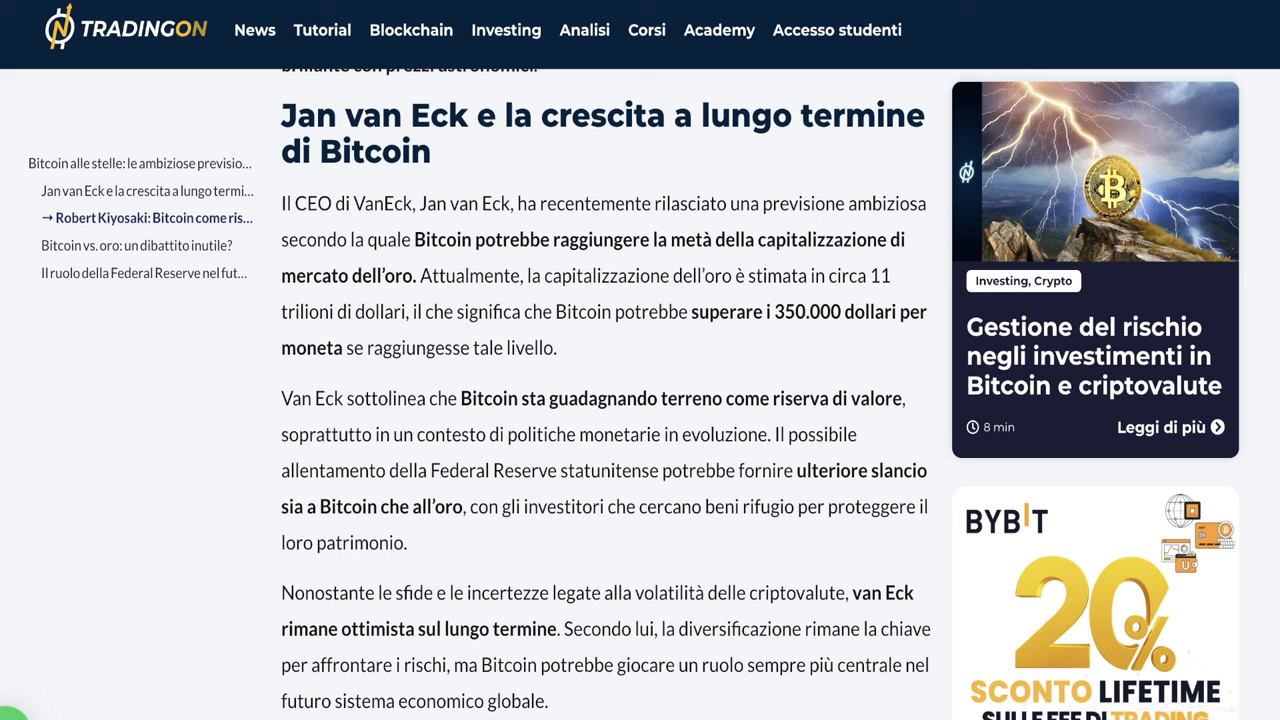 TRADINGON
News Tutorial Blockchain Investing Analisi Corsi Academy Accesso studenti
brillante con prezzi astronomici.
Jan van Eck e la crescita a lungo termine
di Bitcoin
Bitcoin alle stelle: le ambiziose previsio...
Jan van Eck e la crescita a lungo termi...
→ Robert Kiyosaki: Bitcoin come ris...
Bitcoin vs. oro: un dibattito inutile?
Il ruolo della Federal Reserve nel fut...
Il CEO di VanEck, Jan van Eck, ha recentemente rilasciato una previsione ambiziosa
secondo la quale Bitcoin potrebbe raggiungere la metà della capitalizzazione di
mercato dell’oro. Attualmente, la capitalizzazione dell’oro è stimata in circa 11
trilioni di dollari, il che significa che Bitcoin potrebbe superare i 350.000 dollari per
moneta se raggiungesse tale livello.
Van Eck sottolinea che Bitcoin sta guadagnando terreno come riserva di valore,
soprattutto in un contesto di politiche monetarie in evoluzione. Il possibile
allentamento della Federal Reserve statunitense potrebbe fornire ulteriore slancio
sia a Bitcoin che all’oro, con gli investitori che cercano beni rifugio per proteggere il
loro patrimonio.
Nonostante le sfide e le incertezze legate alla volatilità delle criptovalute, van Eck
rimane ottimista sul lungo termine. Secondo lui, la diversificazione rimane la chiave
per affrontare i rischi, ma Bitcoin potrebbe giocare un ruolo sempre più centrale nel
futuro sistema economico globale.
Investing, Crypto
Gestione del rischio
negli investimenti in
Bitcoin e criptovalute
8 min Leggi di più
BYBIT
20%
SCONTO LIFETIME
SULLE FEE DI TRADING